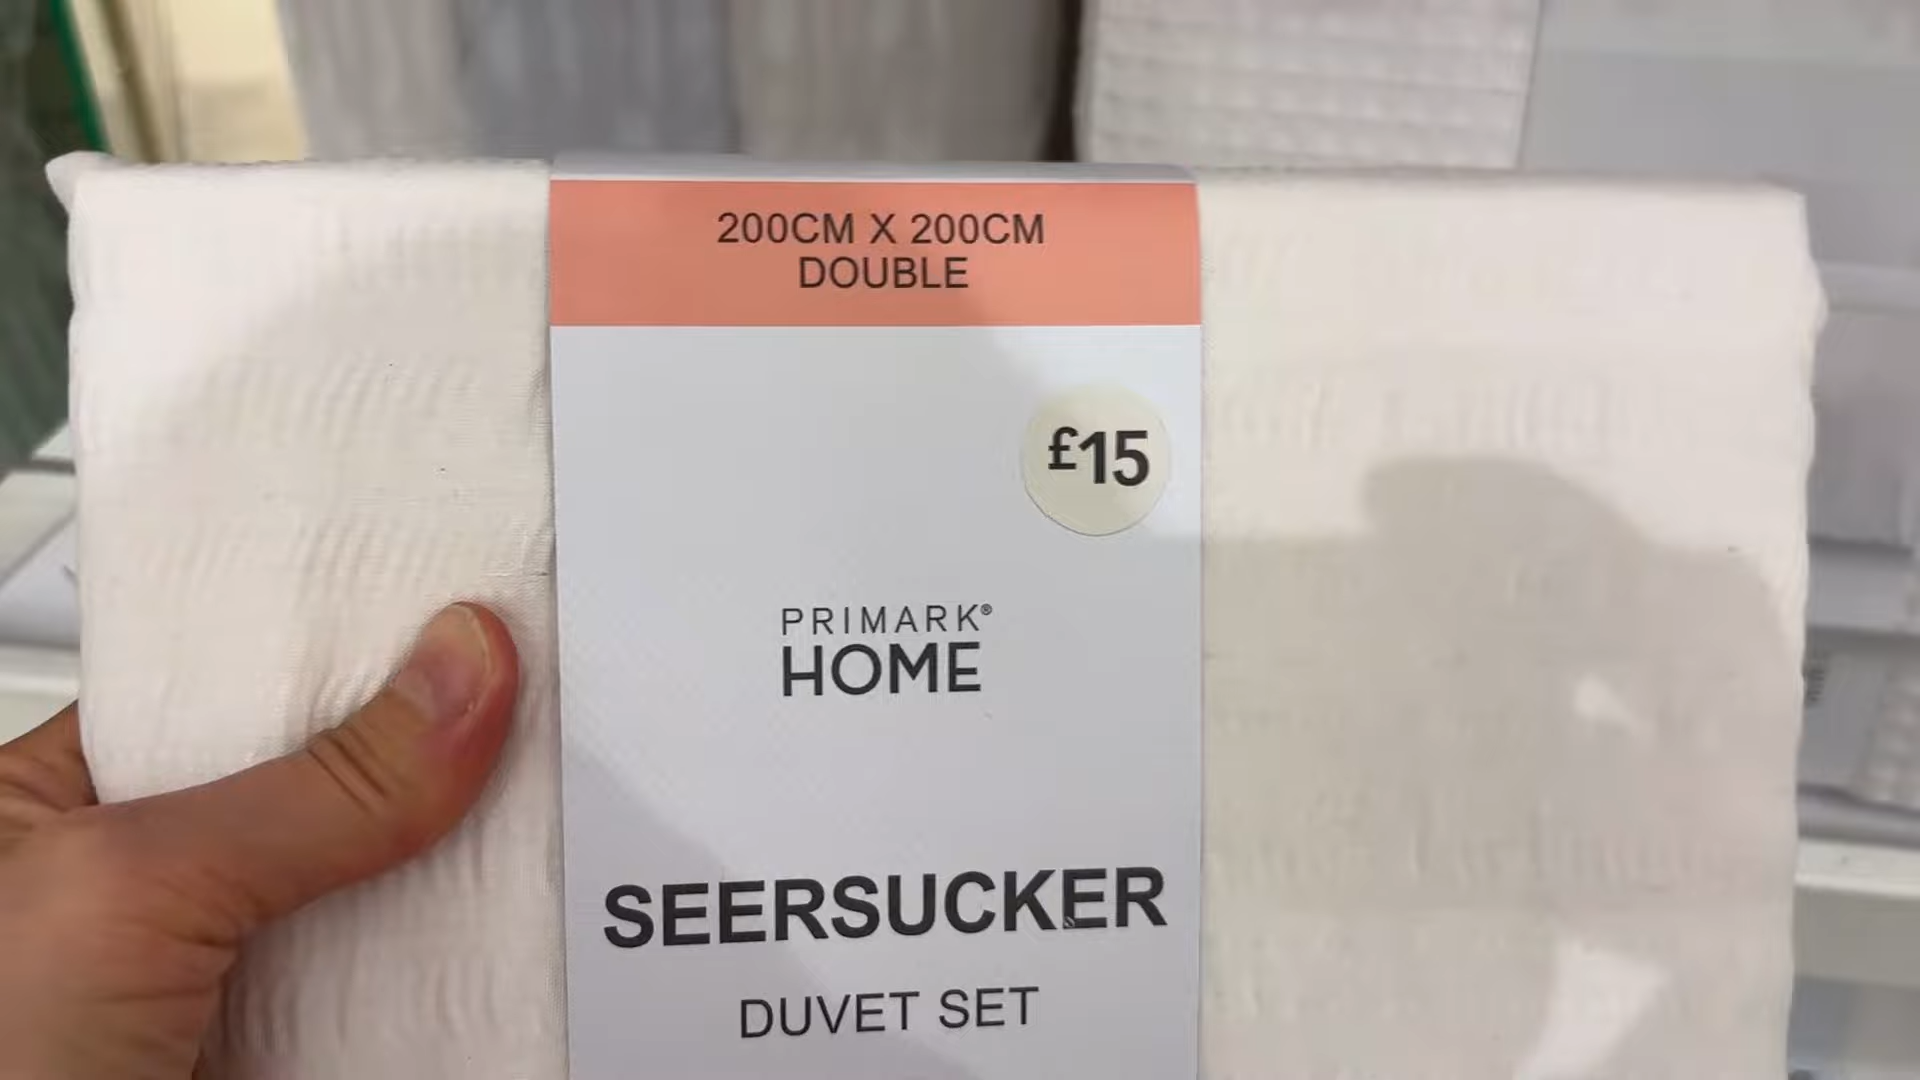 200CM X 200CM
DOUBLE
£15
PRIMARK®
HOME
SEERSUCKER
DUVET SET